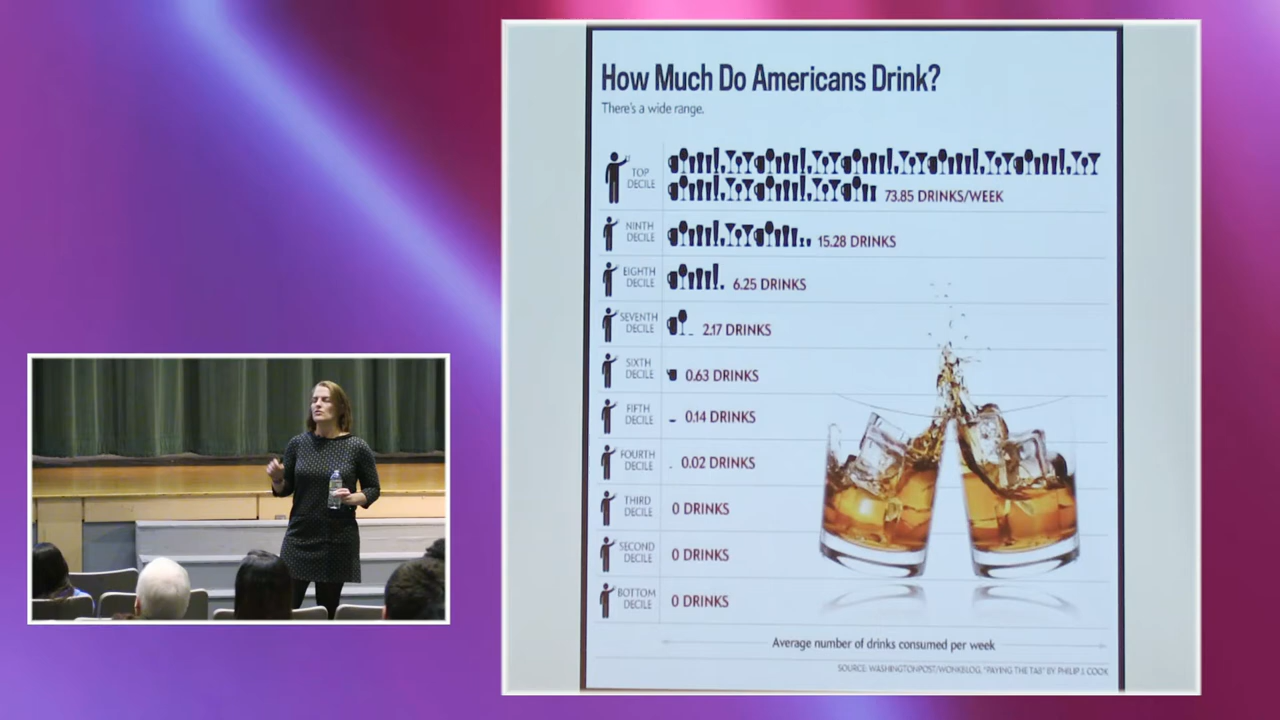 How Much Do Americans Drink?
There's a wide range.
TOP
DECILE
73.85 DRINKS/WEEK
NINTH
DECILE
15.28 DRINKS
EIGHTH
DECILE
6.25 DRINKS
SEVENTH
DECILE
2.17 DRINKS
SIXTH
DECILE
0.63 DRINKS
FIFTH
DECILE
0.14 DRINKS
FOURTH
DECILE
0.02 DRINKS
THIRD
DECILE
0 DRINKS
SECOND
DECILE
0 DRINKS
BOTTOM
DECILE
0 DRINKS
Average number of drinks consumed per week
SOURCE: WASHINGTONPOST/WONKBLOG, "PAYING THE TAB" BY PHILIP J. COOK